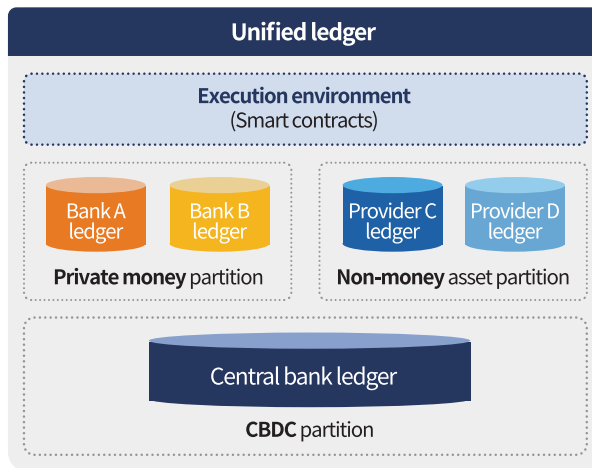 Unified ledger
Execution environment
(Smart contracts)
Bank A
ledger
Bank B
ledger
Private money partition
Provider C
ledger
Provider D
ledger
Non-money asset partition
Central bank ledger
CBDC partition